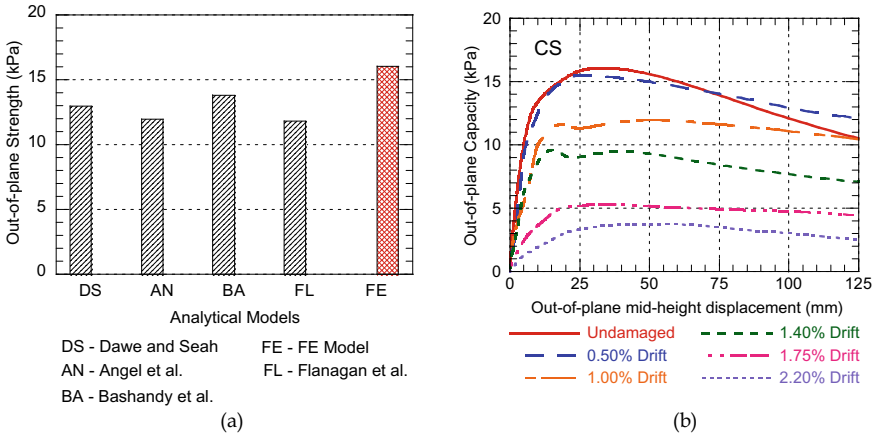 Out-of-plane Strength (kPa)
20
15
10
5
0
DS AN BA FL FE
Analytical Models
DS - Dawe and Seah
FE - FE Model
AN - Angel et al.
FL - Flanagan et al.
BA - Bashandy et al.
(a)
Out-of-plane Capacity (kPa)
20
15
10
5
0
CS
0 25 50 75 100 125
Out-of-plane mid-height displacement (mm)
Undamaged
1.40% Drift
0.50% Drift
1.75% Drift
1.00% Drift
2.20% Drift
(b)